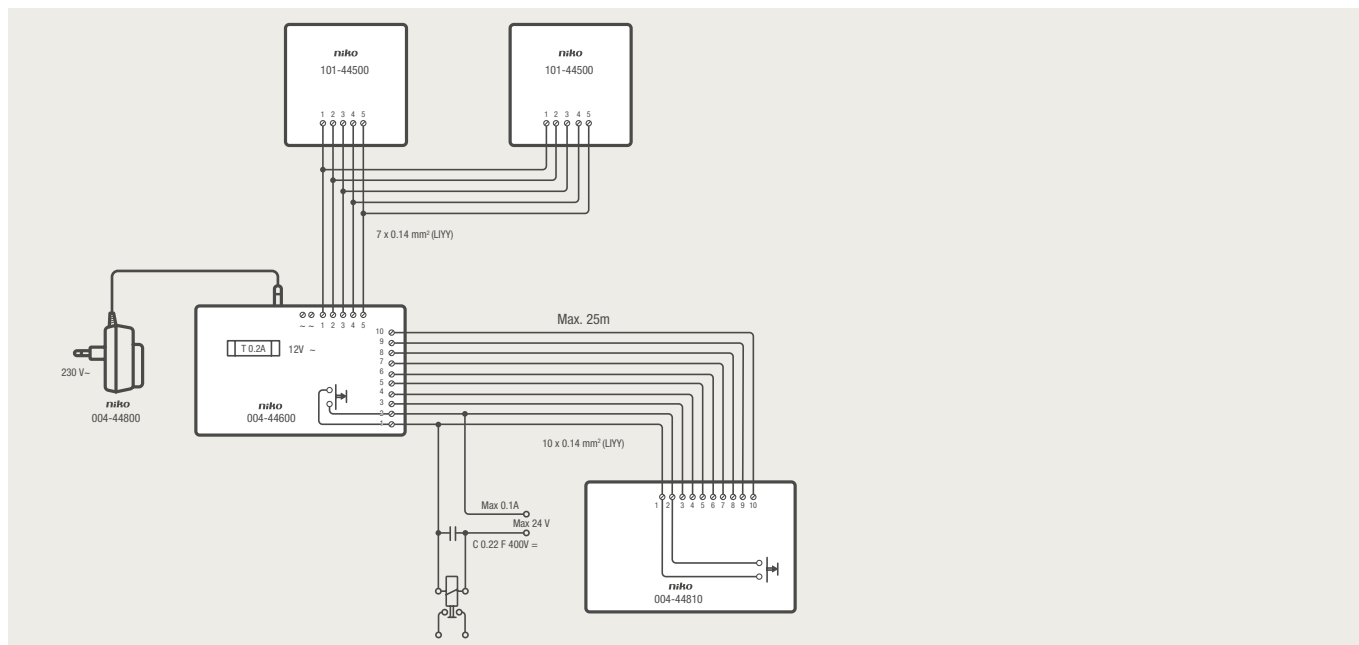 niko
101-44500
1 2 3 4 5
niko
101-44500
1 2 3 4 5
7 x 0.14 mm² (LIYY)
~ ~ 1 2 3 4 5
T 0.2A
12V ~
10
9
8
7
6
5
4
3
2
1
niko
004-44600
230 V~
niko
004-44800
Max. 25m
10 x 0.14 mm² (LIYY)
Max 0.1A
Max 24 V
C 0.22 F 400V =
1 2 3 4 5 6 7 8 9 10
niko
004-44810